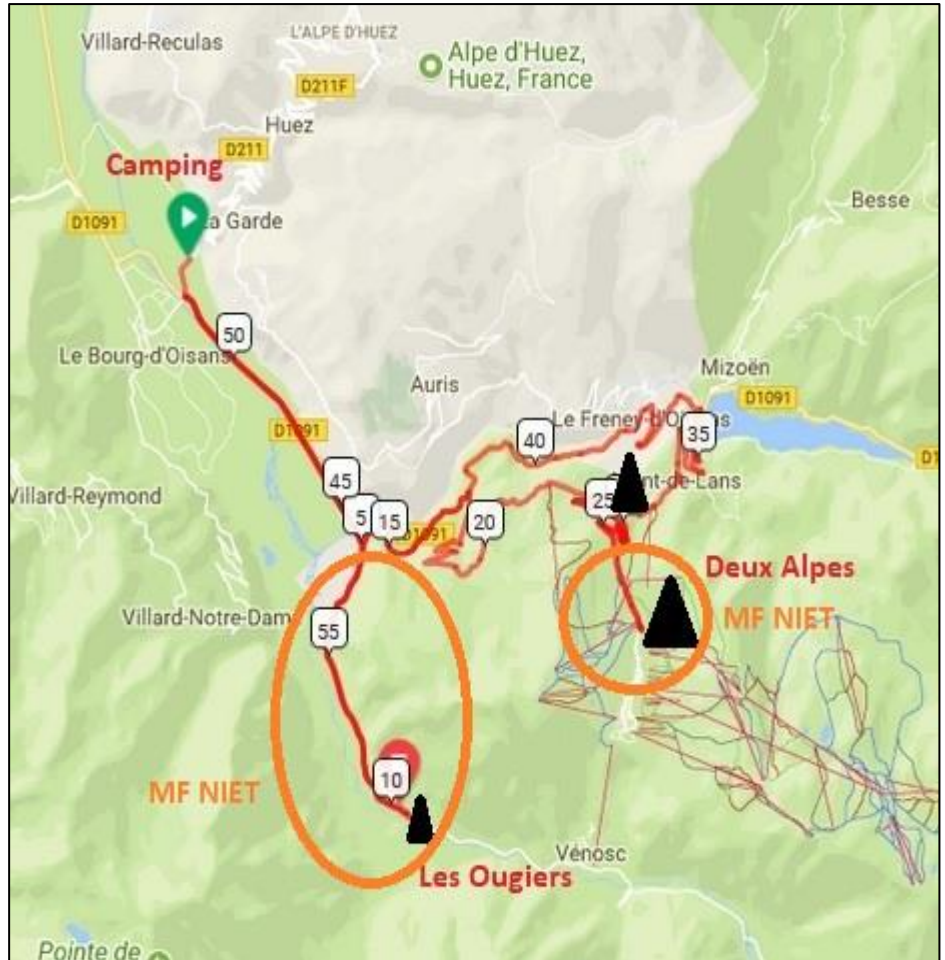 Villard-Reculas
L'ALPE D'HUEZ
Alpe d'Huez,
Huez, France
D211F
Huez
D211
Camping
Besse
D1091
La Garde
50
Le Bourg-d'Oisans
Mizoën
Auris
D1091
D1091
Le Freney-d'Oisans
40
35
45
Villard-Reymond
25
5
15
20
D1091
Deux Alpes
MF NIET
Villard-Notre-Dam
55
10
MF NIET
Vénosc
Les Ougiers
Pointe de